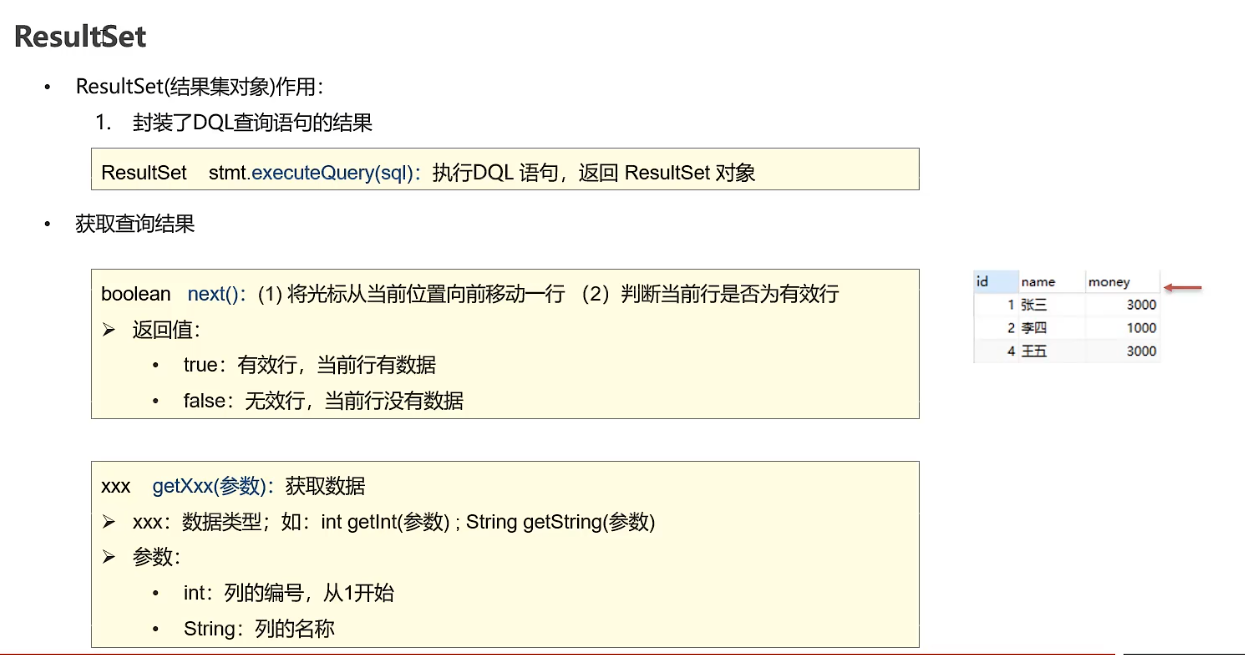 ResultSet
• ResultSet(结果集对象)作用：
1. 封装了DQL查询语句的结果
ResultSet stmt.executeQuery(sql)：执行DQL 语句，返回 ResultSet 对象
• 获取查询结果
boolean next()：(1) 将光标从当前位置向前移动一行 （2）判断当前行是否为有效行
➢ 返回值：
• true：有效行，当前行有数据
• false：无效行，当前行没有数据
id name money
1 张三 3000
2 李四 1000
4 王五 3000
xxx getXxx(参数)：获取数据
➢ xxx：数据类型；如：int getInt(参数) ; String getString(参数)
➢ 参数：
• int：列的编号，从1开始
• String：列的名称